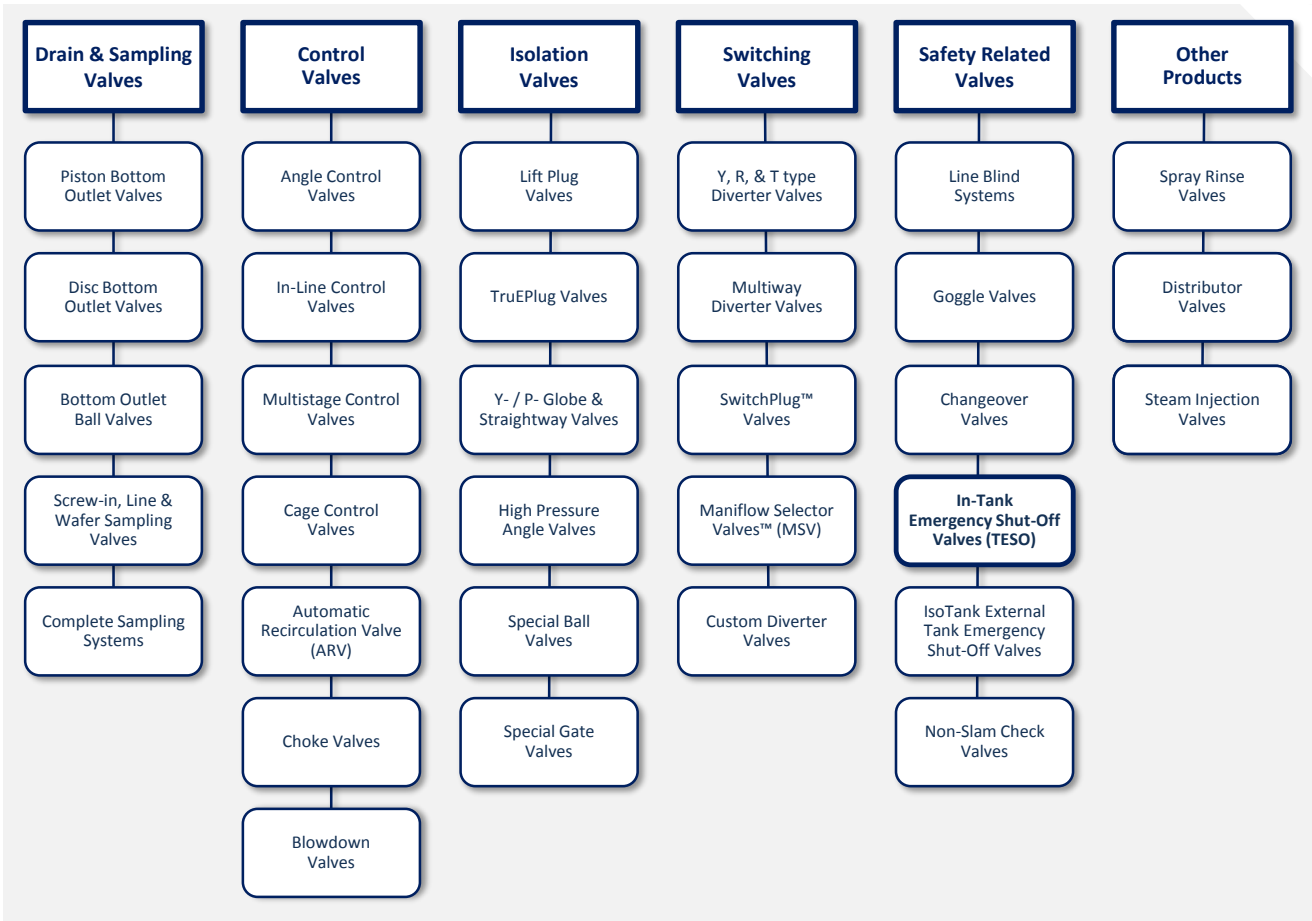 Drain & Sampling
Valves
Piston Bottom
Outlet Valves
Disc Bottom
Outlet Valves
Bottom Outlet
Ball Valves
Screw-in, Line &
Wafer Sampling
Valves
Complete Sampling
Systems
Control
Valves
Angle Control
Valves
In-Line Control
Valves
Multistage Control
Valves
Cage Control
Valves
Automatic
Recirculation Valve
(ARV)
Choke Valves
Blowdown
Valves
Isolation
Valves
Lift Plug
Valves
TruEPlug Valves
Y- / P- Globe &
Straightway Valves
High Pressure
Angle Valves
Special Ball
Valves
Special Gate
Valves
Switching
Valves
Y, R, & T type
Diverter Valves
Multiway
Diverter Valves
SwitchPlug™
Valves
Maniflow Selector
Valves™ (MSV)
Custom Diverter
Valves
Safety Related
Valves
Line Blind
Systems
Goggle Valves
Changeover
Valves
In-Tank
Emergency Shut-Off
Valves (TESO)
IsoTank External
Tank Emergency
Shut-Off Valves
Non-Slam Check
Valves
Other
Products
Spray Rinse
Valves
Distributor
Valves
Steam Injection
Valves